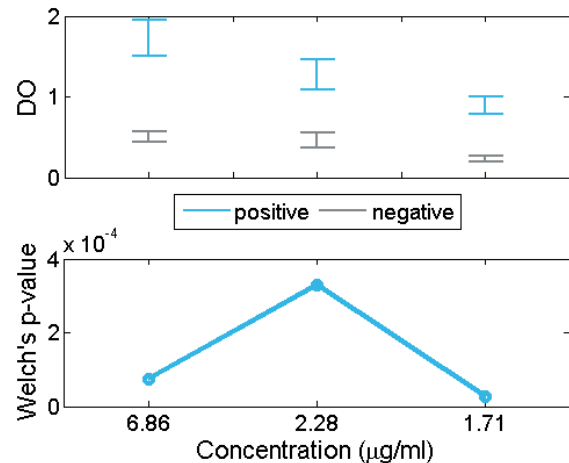 2
1
0
DO
positive negative
4 x 10-4
2
0
Welch's p-value
6.86 2.28 1.71
Concentration (μg/ml)